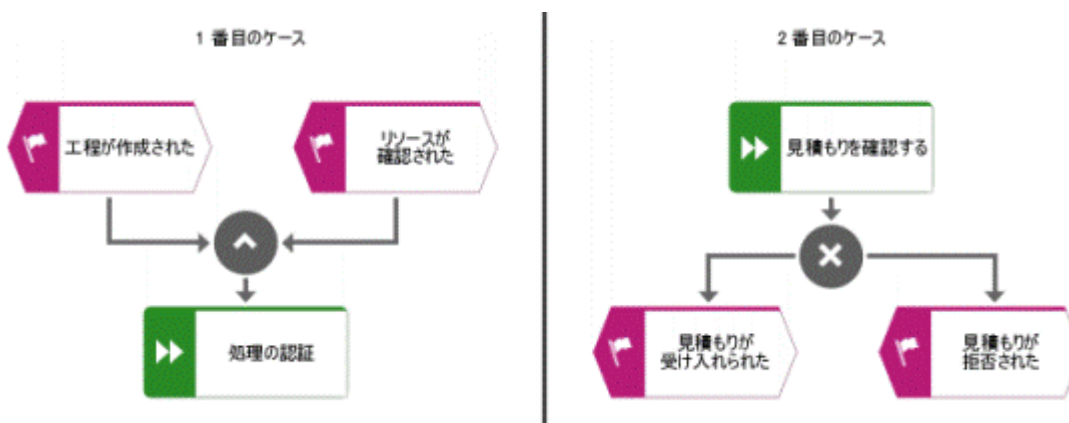 1 番目のケース
工程が作成された
リソースが
確認された
処理の認証
2 番目のケース
見積もりを確認する
見積もりが
受け入れられた
見積もりが
拒否された